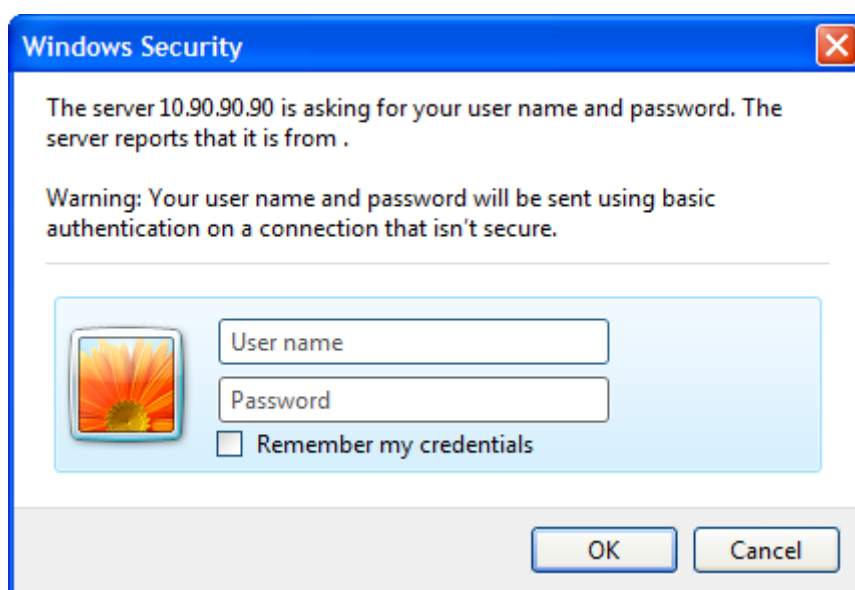 Windows Security
The server 10.90.90.90 is asking for your user name and password. The
server reports that it is from .
Warning: Your user name and password will be sent using basic
authentication on a connection that isn't secure.
User name
Password
Remember my credentials
OK Cancel